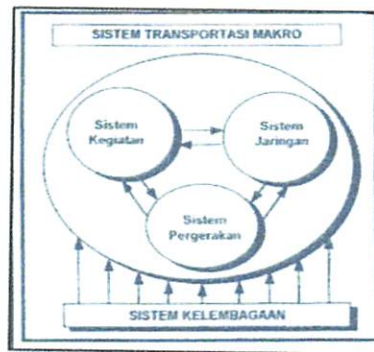 SISTEM TRANSPORTASI MAKRO
Sistem
Kegiatan
Sistem
Jaringan
Sistem
Pergerakan
SISTEM KELEMBAGAAN